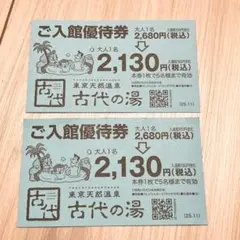 ご入館優待券
大人1名
2,680円(税込)
大人1名
2,130円(税込)
本券1枚で5名様まで有効
古代
東京天然温泉
古代の湯
(25.11)
ご入館優待券
大人1名
2,680円(税込)
大人1名
2,130円(税込)
本券1枚で5名様まで有効
古代
東京天然温泉
古代の湯
(25.11)